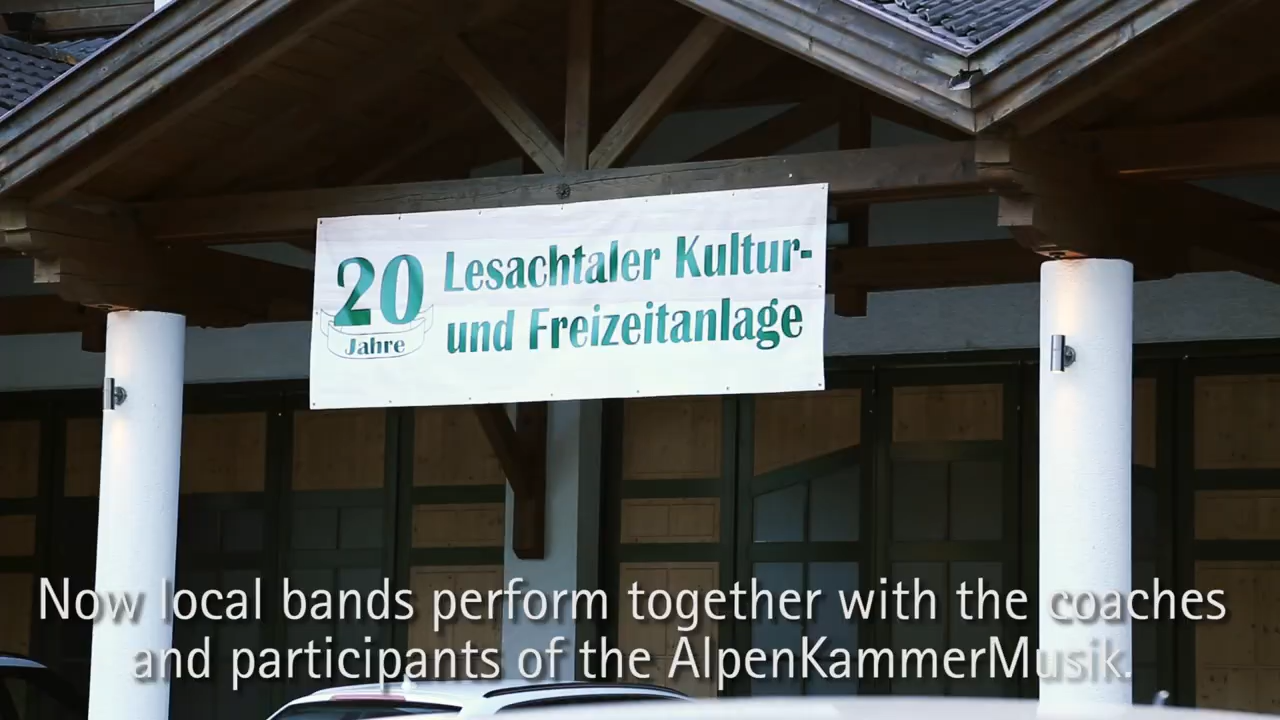 20
Jahre
Lesachtaler Kultur-
und Freizeitanlage
Now local bands perform together with the coaches
and participants of the AlpenKammerMusik.